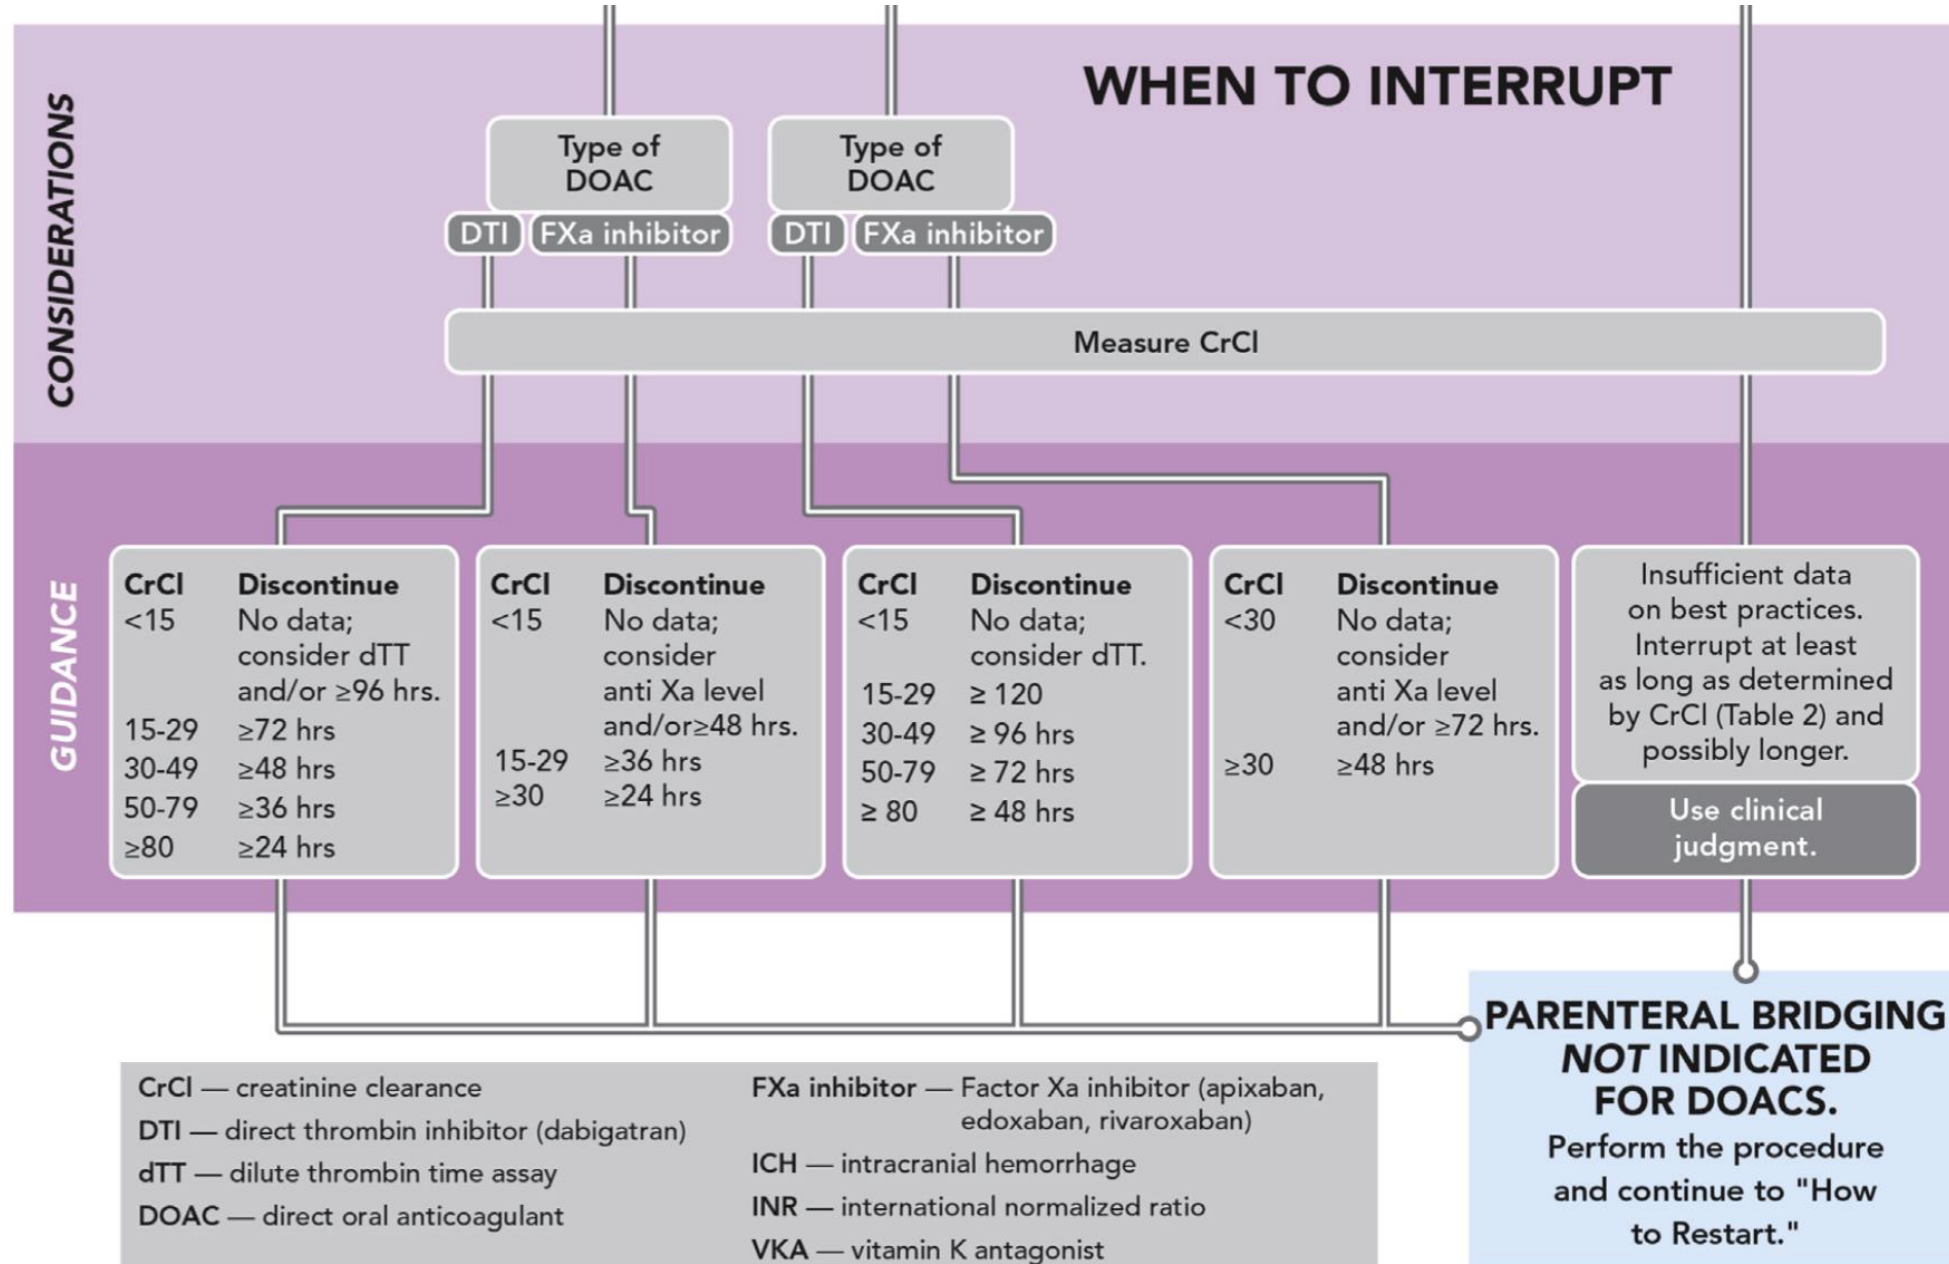 WHEN TO INTERRUPT
CONSIDERATIONS
Type of
DOAC
DTI
FXa inhibitor
Type of
DOAC
DTI
FXa inhibitor
Measure CrCl
GUIDANCE
CrCl Discontinue
<15 No data;
consider dTT
and/or ≥96 hrs.
15-29 ≥72 hrs
30-49 ≥48 hrs
50-79 ≥36 hrs
≥80 ≥24 hrs
CrCl Discontinue
<15 No data;
consider
anti Xa level
and/or≥48 hrs.
15-29 ≥36 hrs
≥30 ≥24 hrs
CrCl Discontinue
<15 No data;
consider dTT.
15-29 ≥ 120
30-49 ≥ 96 hrs
50-79 ≥ 72 hrs
≥ 80 ≥ 48 hrs
CrCl Discontinue
<30 No data;
consider
anti Xa level
and/or ≥72 hrs.
≥30 ≥48 hrs
Insufficient data
on best practices.
Interrupt at least
as long as determined
by CrCl (Table 2) and
possibly longer.
Use clinical
judgment.
PARENTERAL BRIDGING
NOT INDICATED
FOR DOACS.
Perform the procedure
and continue to "How
to Restart."
CrCl — creatinine clearance
DTI — direct thrombin inhibitor (dabigatran)
dTT — dilute thrombin time assay
DOAC — direct oral anticoagulant
FXa inhibitor — Factor Xa inhibitor (apixaban,
edoxaban, rivaroxaban)
ICH — intracranial hemorrhage
INR — international normalized ratio
VKA — vitamin K antagonist